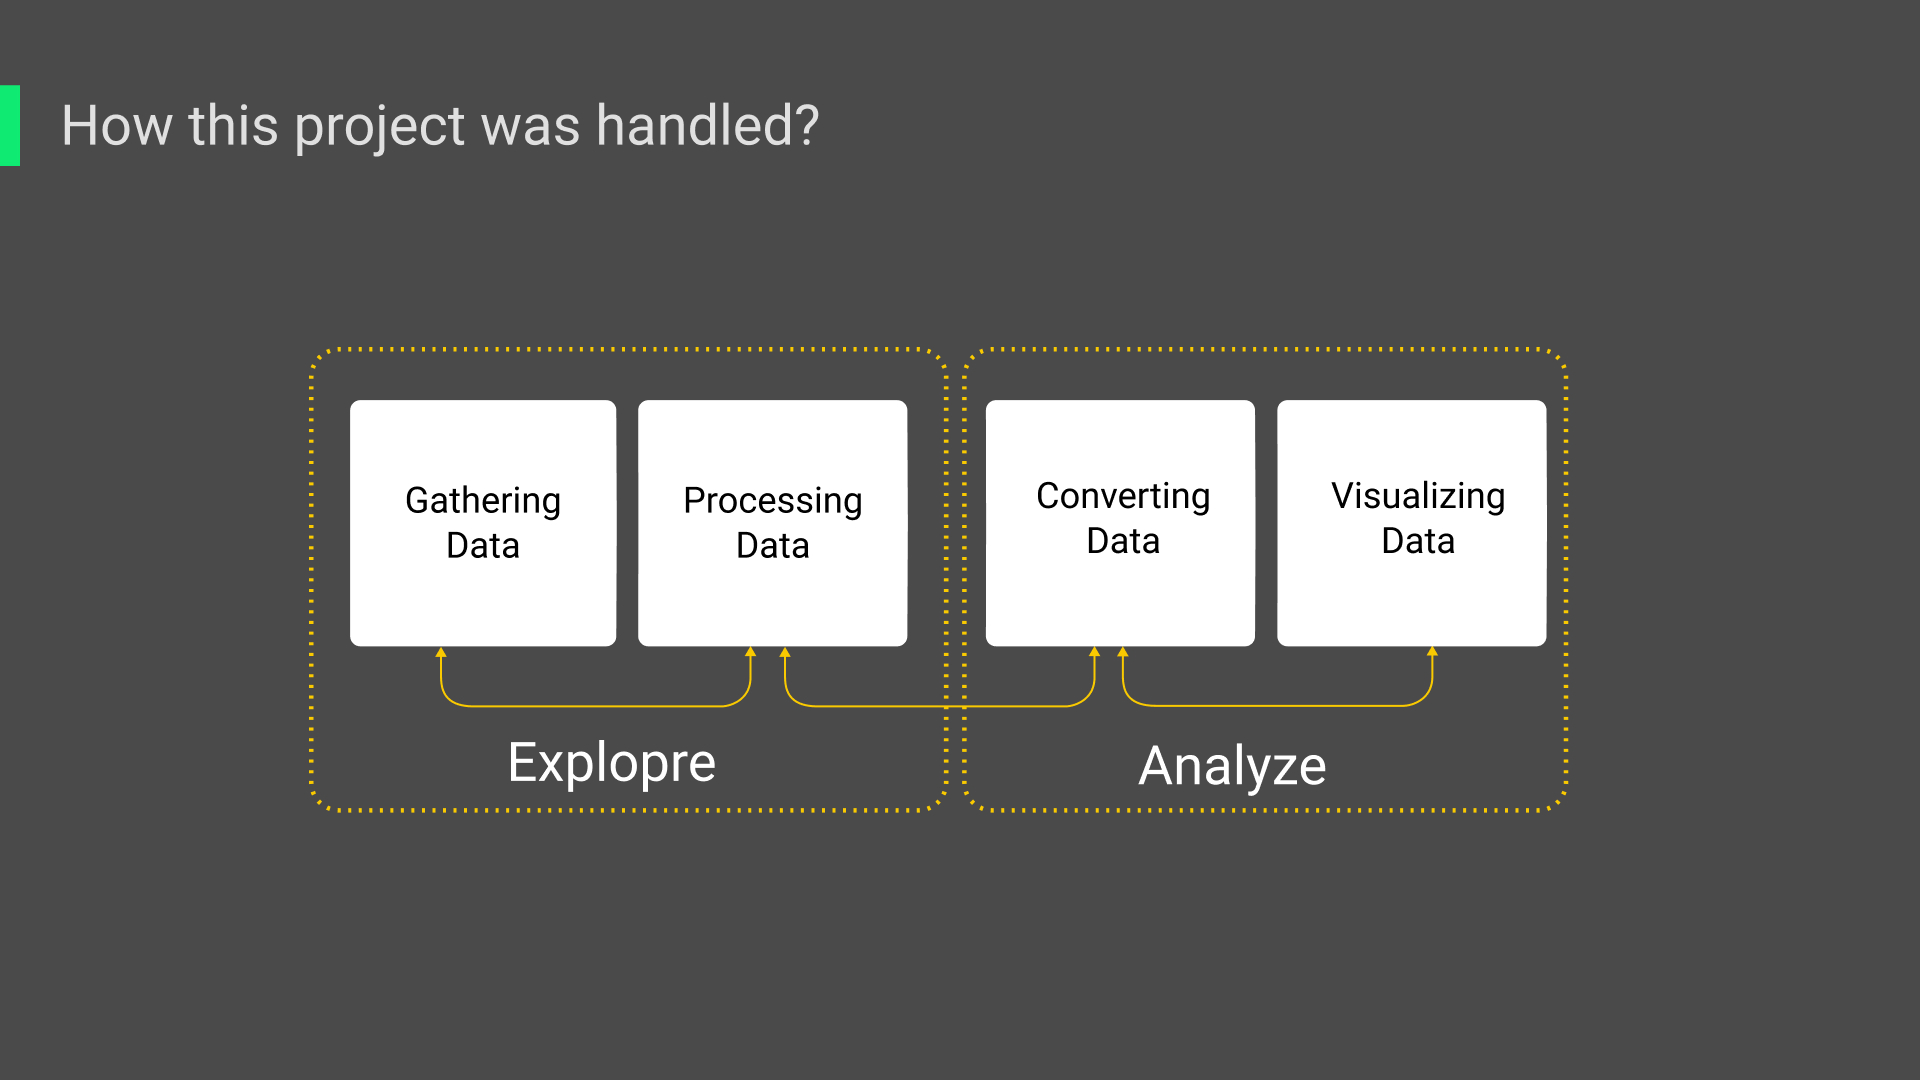 How this project was handled?
Gathering
Data
Processing
Data
Converting
Data
Visualizing
Data
Explopre
Analyze